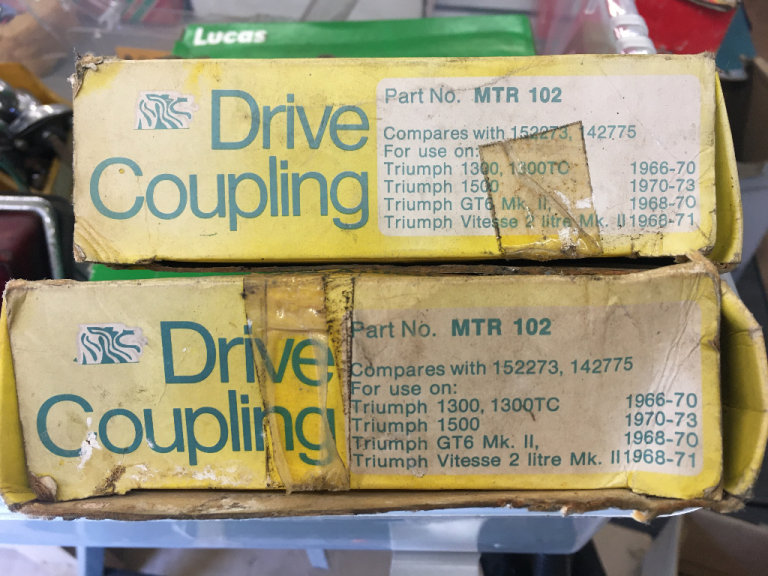 Lucas
Drive
Coupling
Part No. MTR 102
Compares with 152273, 142775
For use on:
Triumph 1300, 1300TC 1966-70
Triumph 1500 1970-73
Triumph GT6 Mk. II, 1968-70
Triumph Vitesse 2 litre Mk. II 1968-71
Drive
Coupling
Part No. MTR 102
Compares with 152273, 142775
For use on:
Triumph 1300, 1300TC 1966-70
Triumph 1500 1970-73
Triumph GT6 Mk. II, 1968-70
Triumph Vitesse 2 litre Mk. II 1968-71